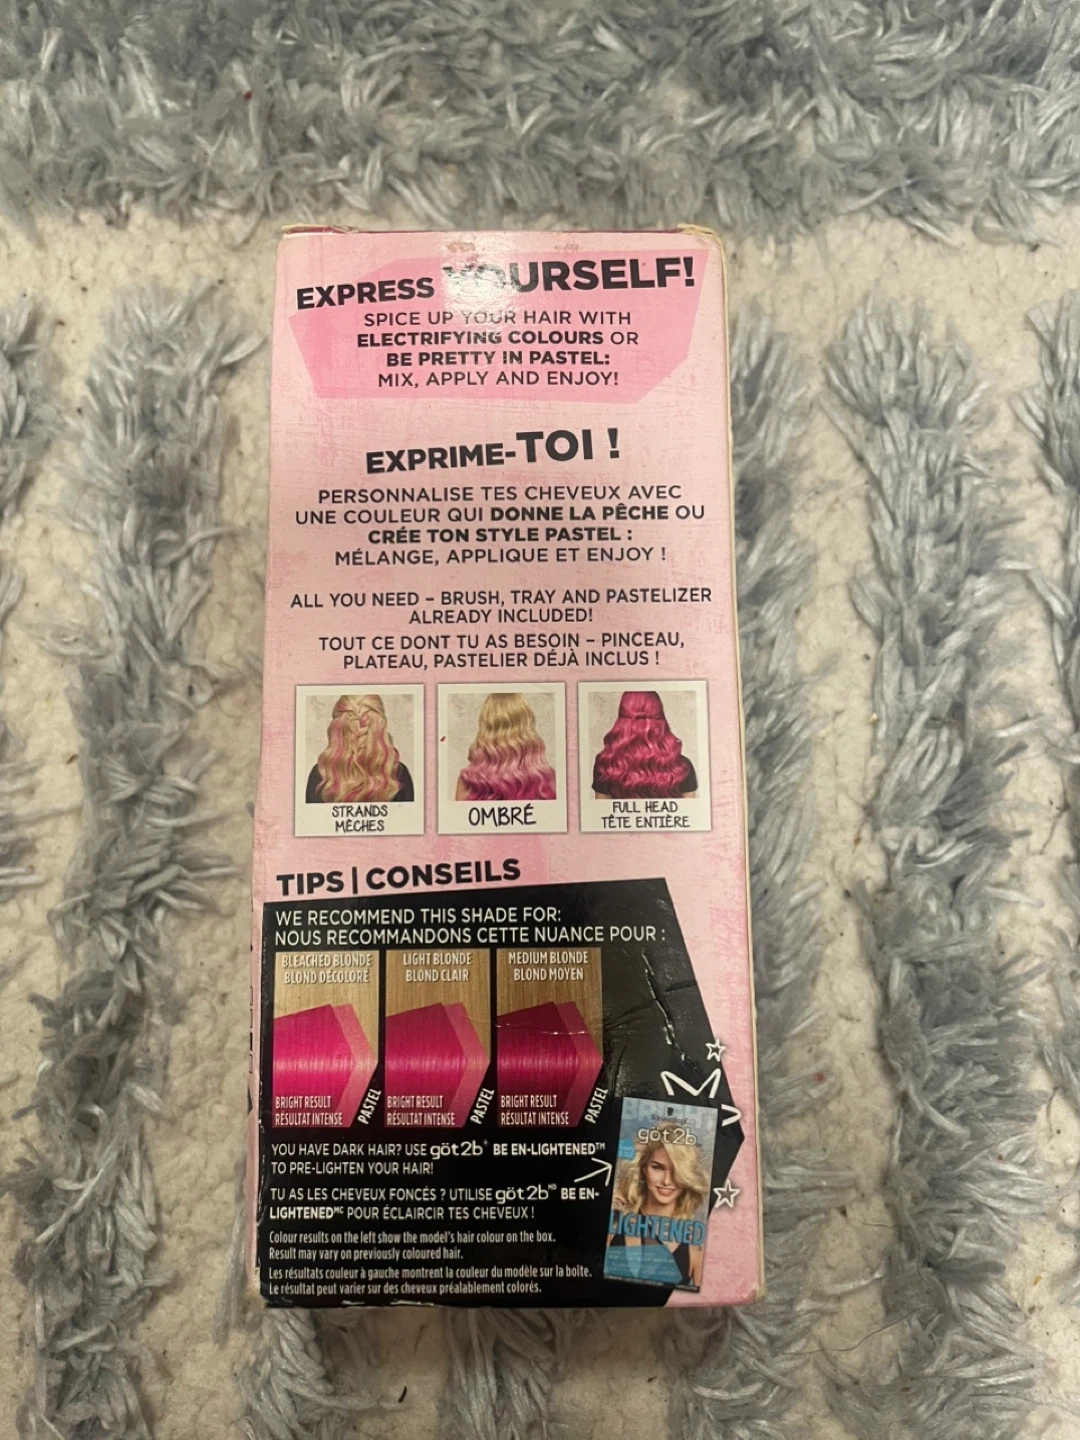 EXPRESS YOURSELF!
SPICE UP YOUR HAIR WITH
ELECTRIFYING COLOURS OR
BE PRETTY IN PASTEL:
MIX, APPLY AND ENJOY!
EXPRIME-TOI !
PERSONNALISE TES CHEVEUX AVEC
UNE COULEUR QUI DONNE LA PÊCHE OU
CRÉE TON STYLE PASTEL :
MÉLANGE, APPLIQUE ET ENJOY !
ALL YOU NEED – BRUSH, TRAY AND PASTELIZER
ALREADY INCLUDED!
TOUT CE DONT TU AS BESOIN – PINCEAU,
PLATEAU, PASTELIER DÉJÀ INCLUS !
STRANDS
MÈCHES
OMBRÉ
FULL HEAD
TÊTE ENTIÈRE
TIPS | CONSEILS
WE RECOMMEND THIS SHADE FOR:
NOUS RECOMMANDONS CETTE NUANCE POUR :
BLEACHED BLONDE
BLOND DÉCOLORÉ
BRIGHT RESULT
RÉSULTAT INTENSE
PASTEL
LIGHT BLONDE
BLOND CLAIR
BRIGHT RESULT
RÉSULTAT INTENSE
PASTEL
MEDIUM BLONDE
BLOND MOYEN
BRIGHT RESULT
RÉSULTAT INTENSE
PASTEL
YOU HAVE DARK HAIR? USE göt2b® BE EN-LIGHTENED™
TO PRE-LIGHTEN YOUR HAIR!
TU AS LES CHEVEUX FONCÉS ? UTILISE göt2b MD BE EN-
LIGHTENED MC POUR ÉCLAIRCIR TES CHEVEUX !
Colour results on the left show the model's hair colour on the box.
Result may vary on previously coloured hair.
Les résultats couleur à gauche montrent la couleur du modèle sur la boîte.
Le résultat peut varier sur des cheveux préalablement colorés.
göt2b
LIGHTENED